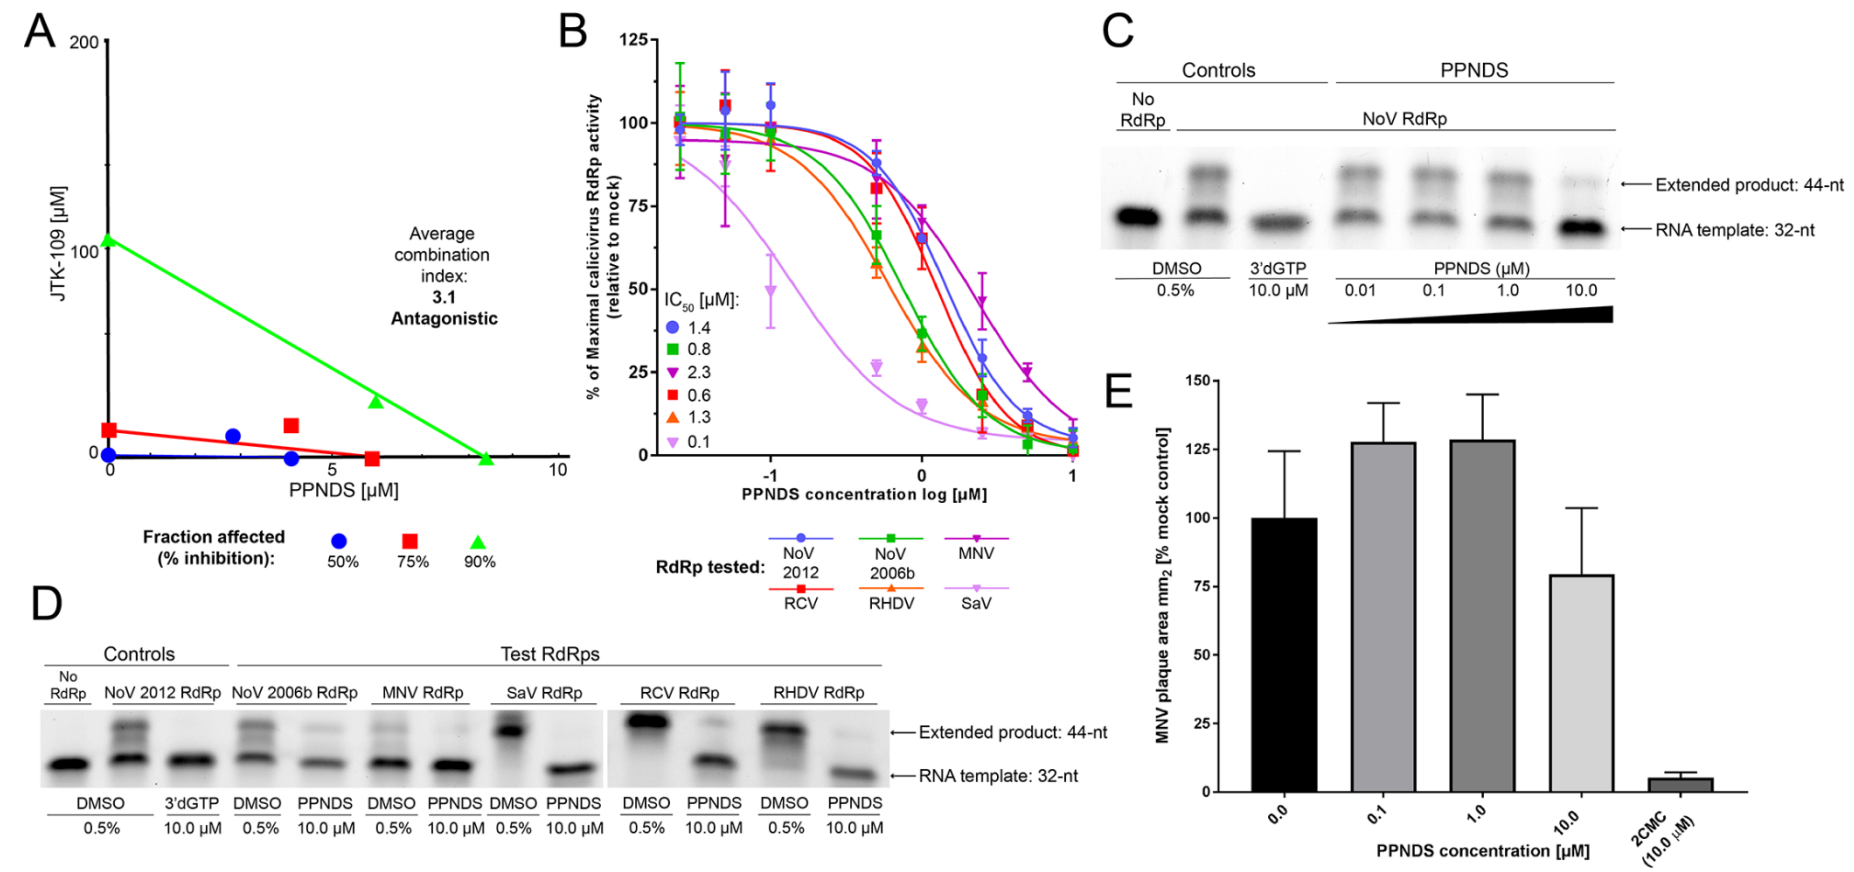 A
200
100
0
JTK-109 [µM]
Average
combination
index:
3.1
Antagonistic
0
5
10
PPNDS [µM]
Fraction affected
(% inhibition):
50%
75%
90%
B
125
100
75
50
25
0
% of Maximal calicivirus RdRp activity
(relative to mock)
IC50 [µM]:
1.4
0.8
2.3
0.6
1.3
0.1
-1
0
1
PPNDS concentration log [µM]
RdRp tested:
NoV
2012
NoV
2006b
MNV
RCV
RHDV
SaV
C
Controls
PPNDS
No
RdRp
NoV RdRp
Extended product: 44-nt
RNA template: 32-nt
DMSO
3'dGTP
PPNDS (µM)
0.5%
10.0 µM
0.01
0.1
1.0
10.0
D
Controls
Test RdRps
No
RdRp
NoV 2012 RdRp
NoV 2006b RdRp
MNV RdRp
SaV RdRp
RCV RdRp
RHDV RdRp
Extended product: 44-nt
RNA template: 32-nt
DMSO
3'dGTP
DMSO
PPNDS
DMSO
PPNDS
DMSO
PPNDS
DMSO
PPNDS
DMSO
PPNDS
0.5%
10.0 µM
0.5%
10.0 µM
0.5%
10.0 µM
0.5%
10.0 µM
0.5%
10.0 µM
0.5%
10.0 µM
E
150
125
100
75
50
25
0
MNV plaque area mm2 [% mock control]
0.0
0.1
1.0
10.0
2CMC
(10.0 µM)
PPNDS concentration [µM]